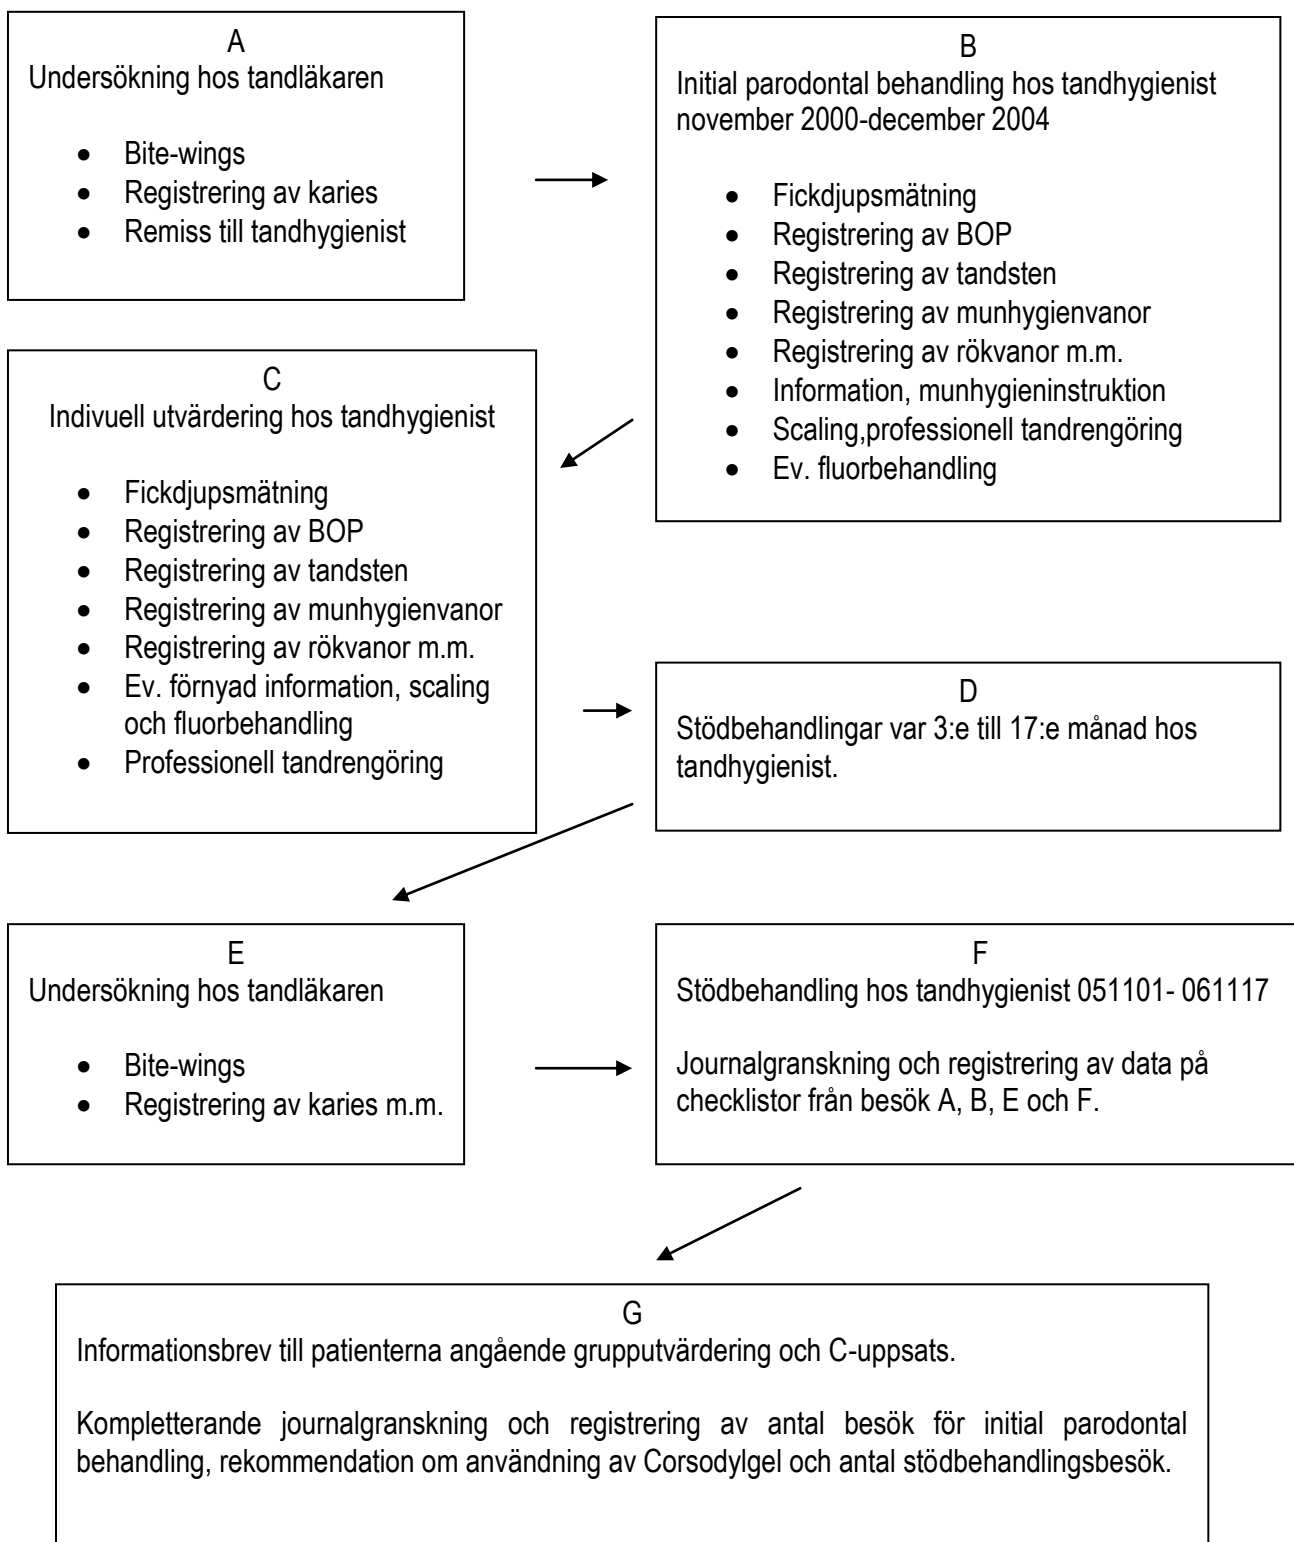 A
Undersökning hos tandläkaren
• Bite-wings
• Registrering av karies
• Remiss till tandhygienist
B
Initial parodontal behandling hos tandhygienist
november 2000-december 2004
• Fickdjupsmätning
• Registrering av BOP
• Registrering av tandsten
• Registrering av munhygienvanor
• Registrering av rökvanor m.m.
• Information, munhygieninstruktion
• Scaling,professionell tandrengöring
• Ev. fluorbehandling
C
Indivuell utvärdering hos tandhygienist
• Fickdjupsmätning
• Registrering av BOP
• Registrering av tandsten
• Registrering av munhygienvanor
• Registrering av rökvanor m.m.
• Ev. förnyad information, scaling
och fluorbehandling
• Professionell tandrengöring
D
Stödbehandlingar var 3:e till 17:e månad hos
tandhygienist.
E
Undersökning hos tandläkaren
• Bite-wings
• Registrering av karies m.m.
F
Stödbehandling hos tandhygienist 051101- 061117
Journalgranskning och registrering av data på
checklistor från besök A, B, E och F.
G
Informationsbrev till patienterna angående grupputvärdering och C-uppsats.
Kompletterande journalgranskning och registrering av antal besök för initial parodontal
behandling, rekommendation om användning av Corsodylgel och antal stödbehandlingsbesök.